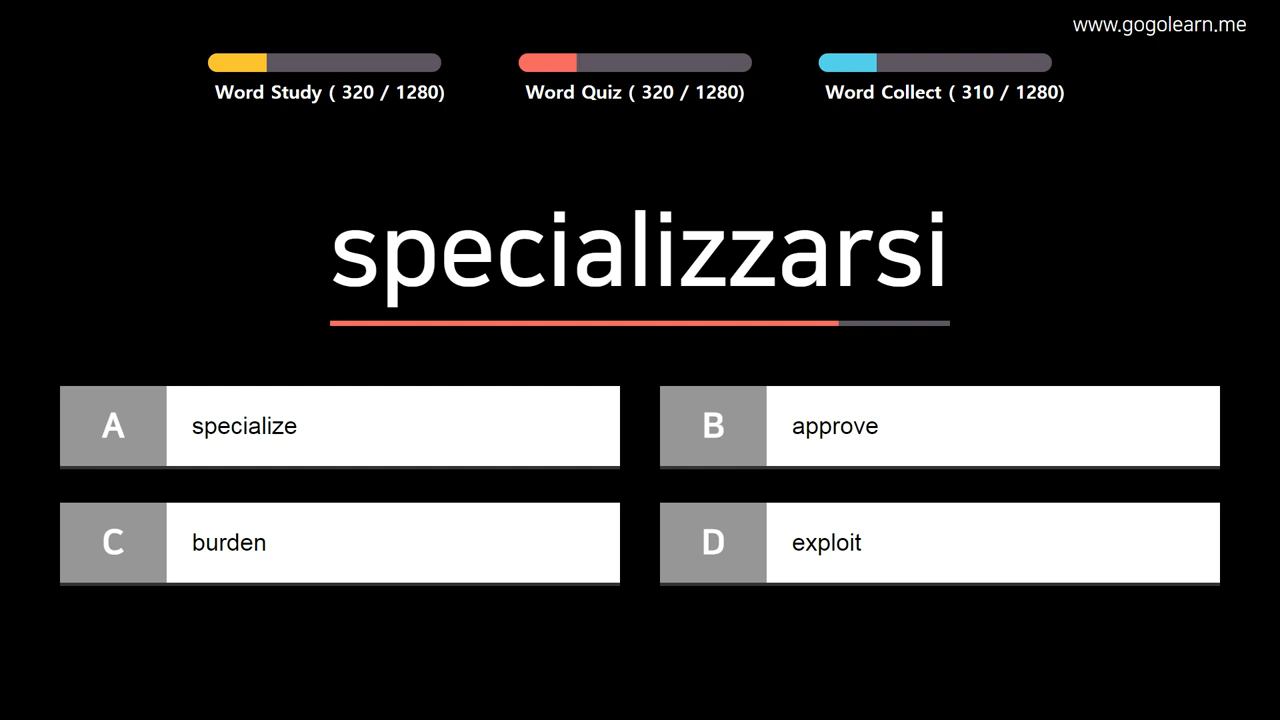 www.gogolearn.me
Word Study ( 320 / 1280)
Word Quiz ( 320 / 1280)
Word Collect ( 310 / 1280)
specializzarsi
A specialize
B approve
C burden
D exploit